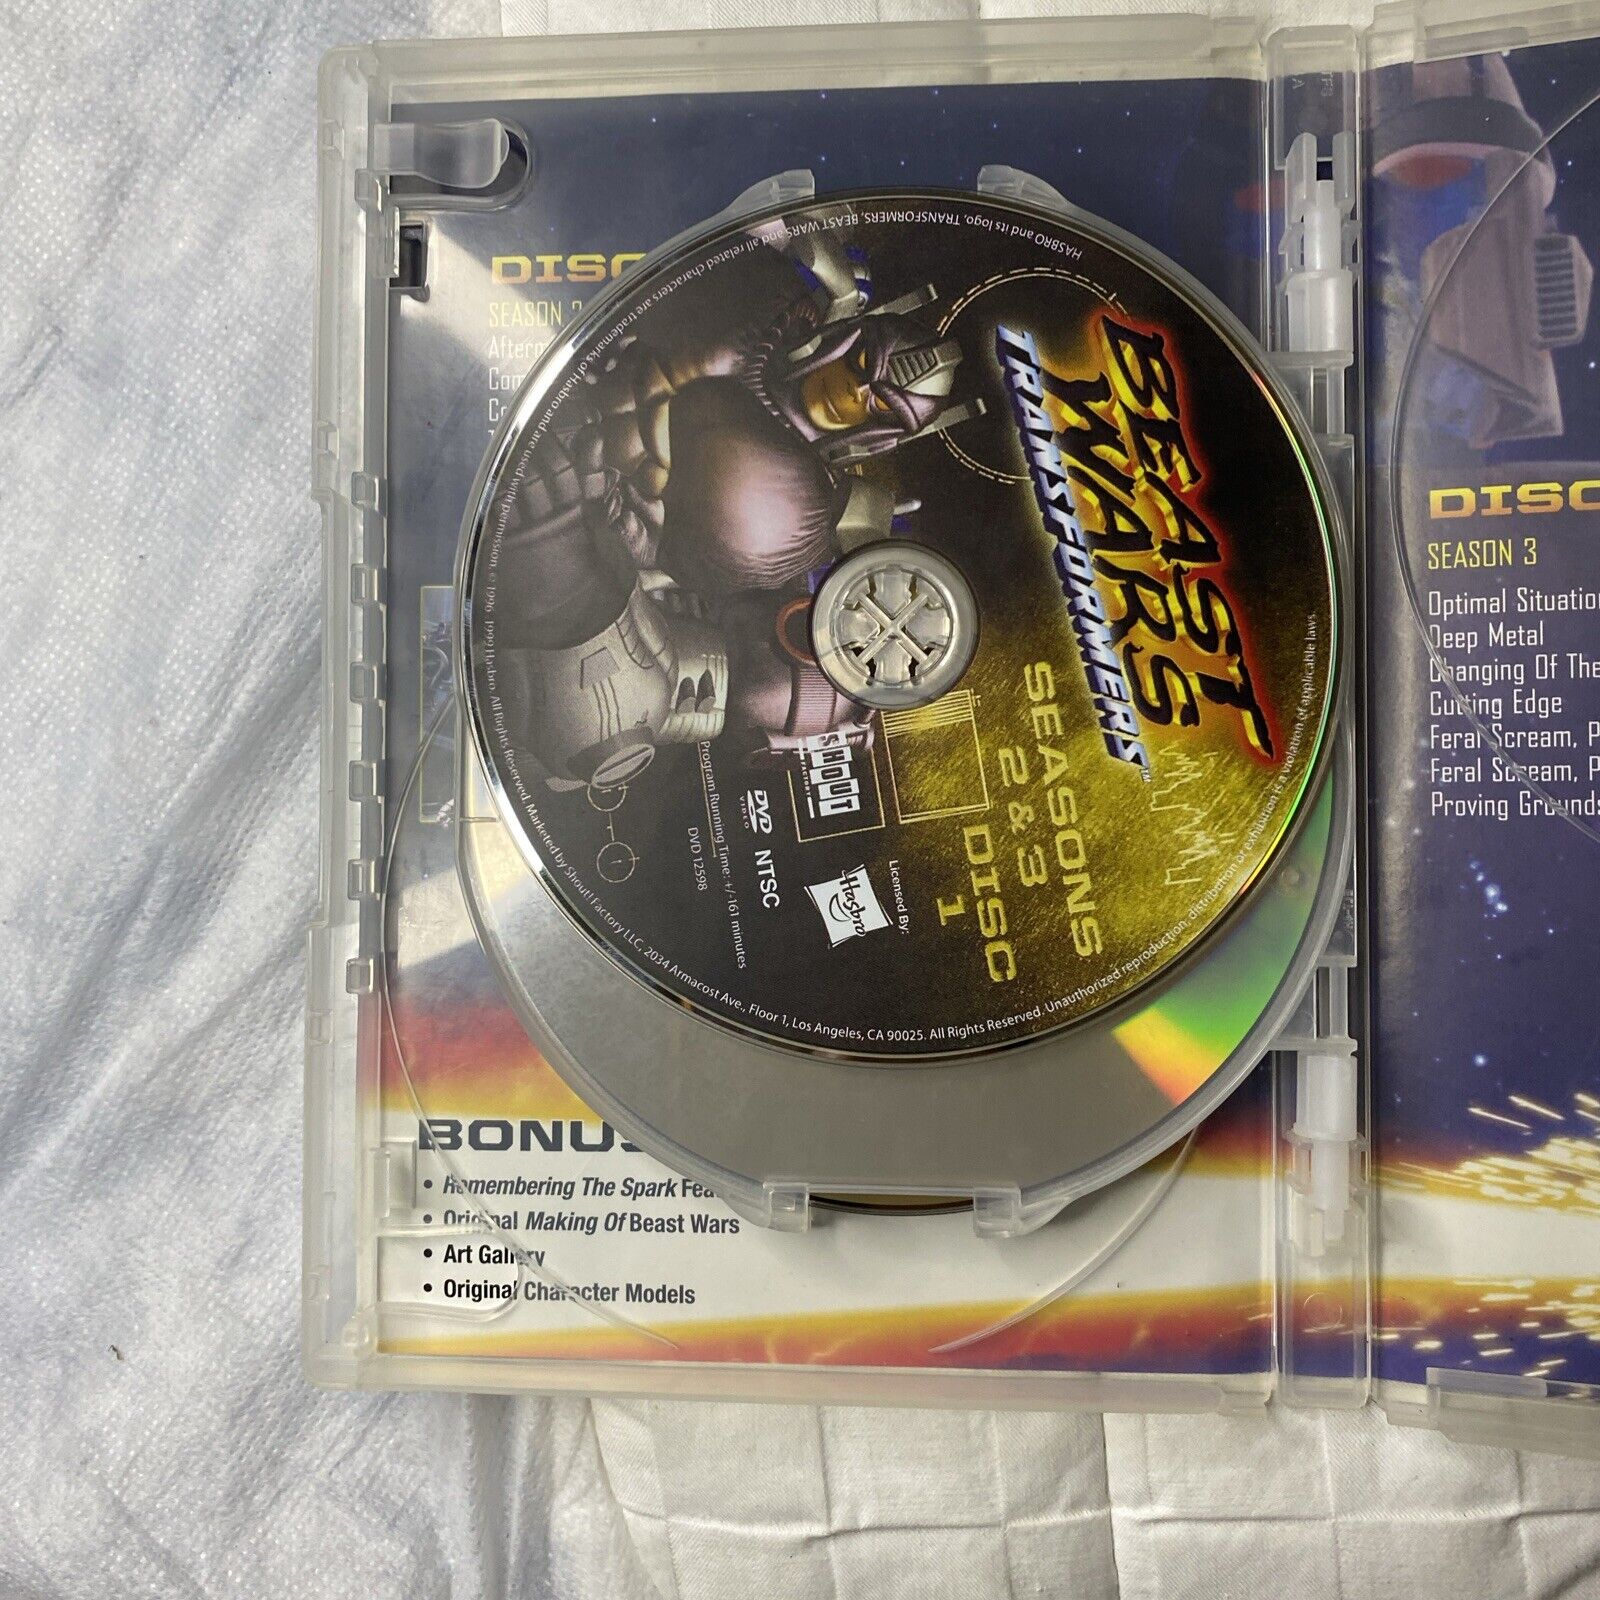 DISC
SEASON
BEAST
WARS
TRANSFORMERS™
SEASONS
2 & 3
DISC
1
SHOUT!
FACTORY
Licensed By:
Hasbro
DVD
VIDEO
NTSC
Program Running Time: +/-161 minutes
DVD 12598
HASBRO and its logo, TRANSFORMERS, BEAST WARS and all related characters are trademarks of Hasbro and are used with permission. © 1996-1999 Hasbro. All Rights Reserved. Marketed by Shout! Factory LLC, 2034 Armacost Ave., Floor 1, Los Angeles, CA 90025. All Rights Reserved. Unauthorized reproduction, distribution or exhibition is a violation of applicable laws
BONUS
• Remembering The Spark
• Original Making Of Beast Wars
• Art Gallery
• Original Character Models
DISC
SEASON 3
Optimal
Deep Metal
Changing Of The
Cutting Edge
Feral Scream, P
Feral Scream, P
Proving Grounds